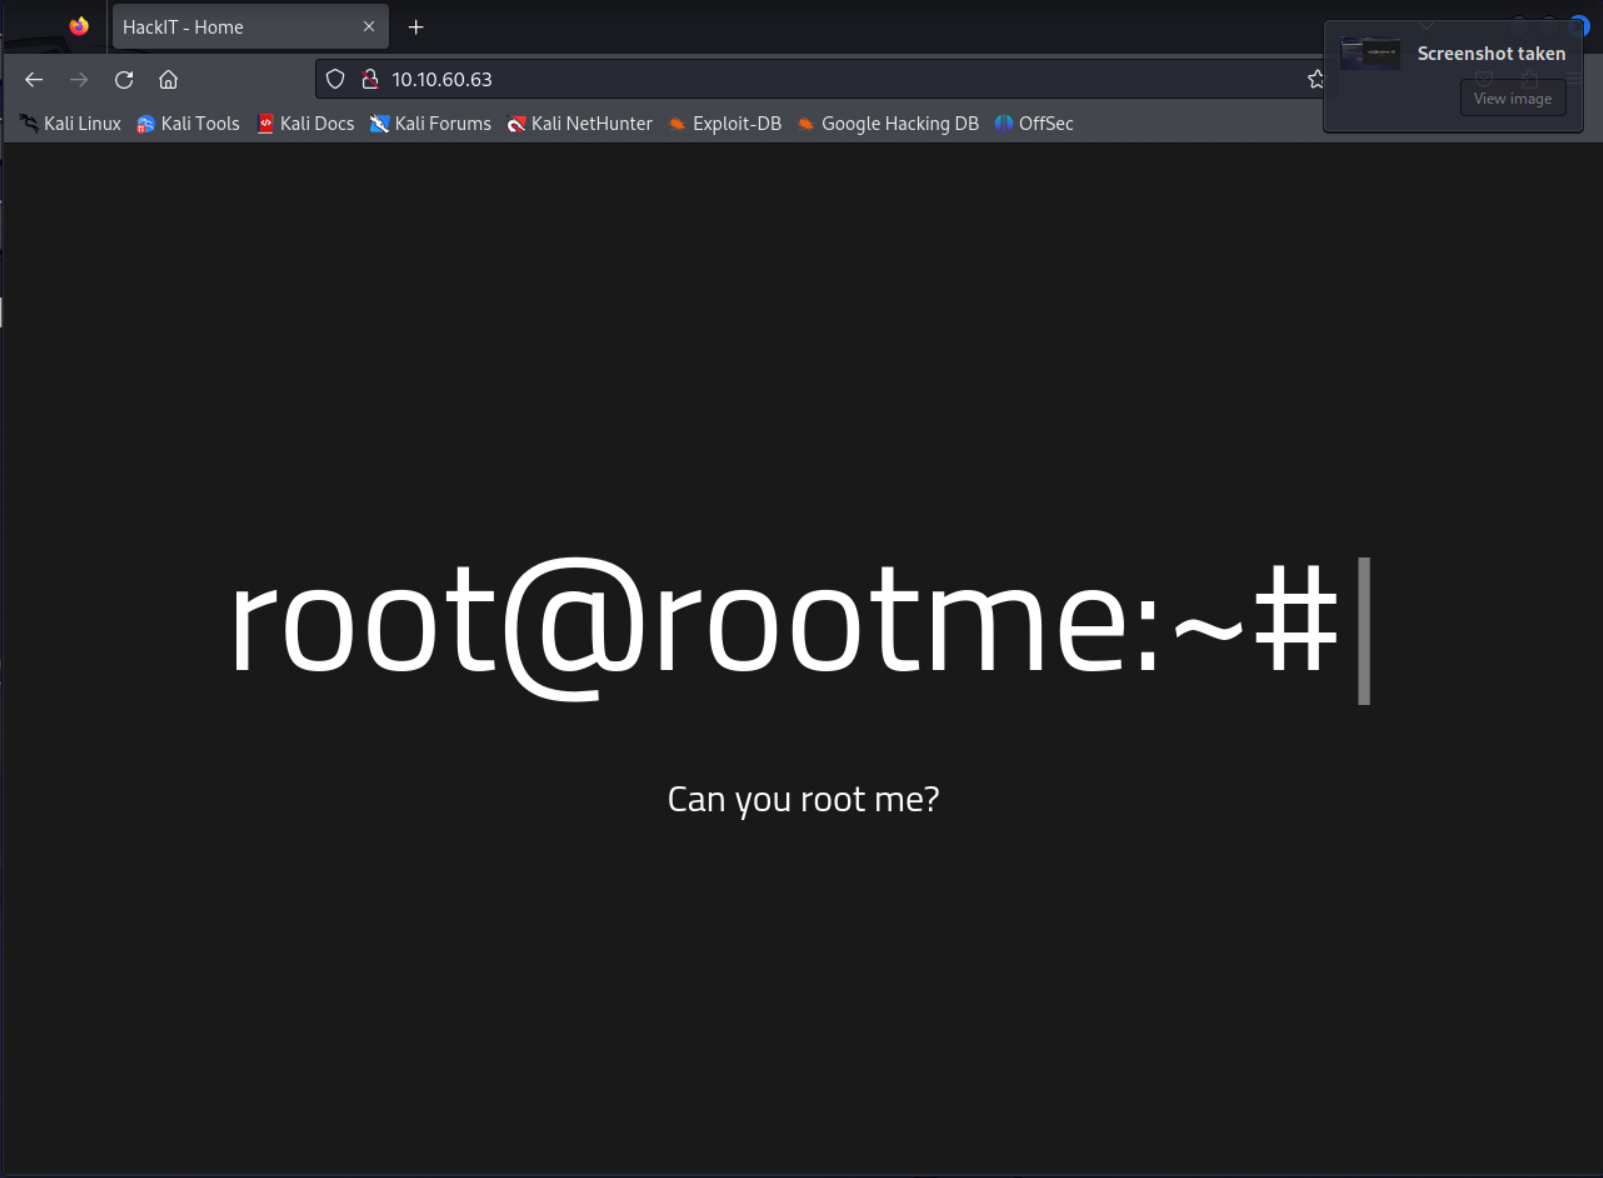 HackIT - Home
Screenshot taken
10.10.60.63
View image
Kali Linux Kali Tools Kali Docs Kali Forums Kali NetHunter Exploit-DB Google Hacking DB OffSec
root@rootme:~#
Can you root me?